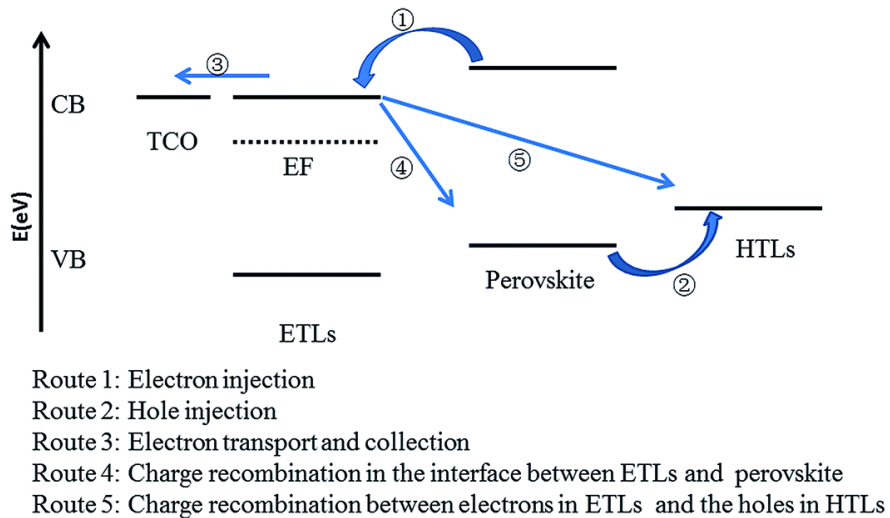 ①
③
CB
TCO
EF
④
⑤
E(eV)
VB
Perovskite
HTLs
②
ETLs
Route 1: Electron injection
Route 2: Hole injection
Route 3: Electron transport and collection
Route 4: Charge recombination in the interface between ETLs and perovskite
Route 5: Charge recombination between electrons in ETLs and the holes in HTLs